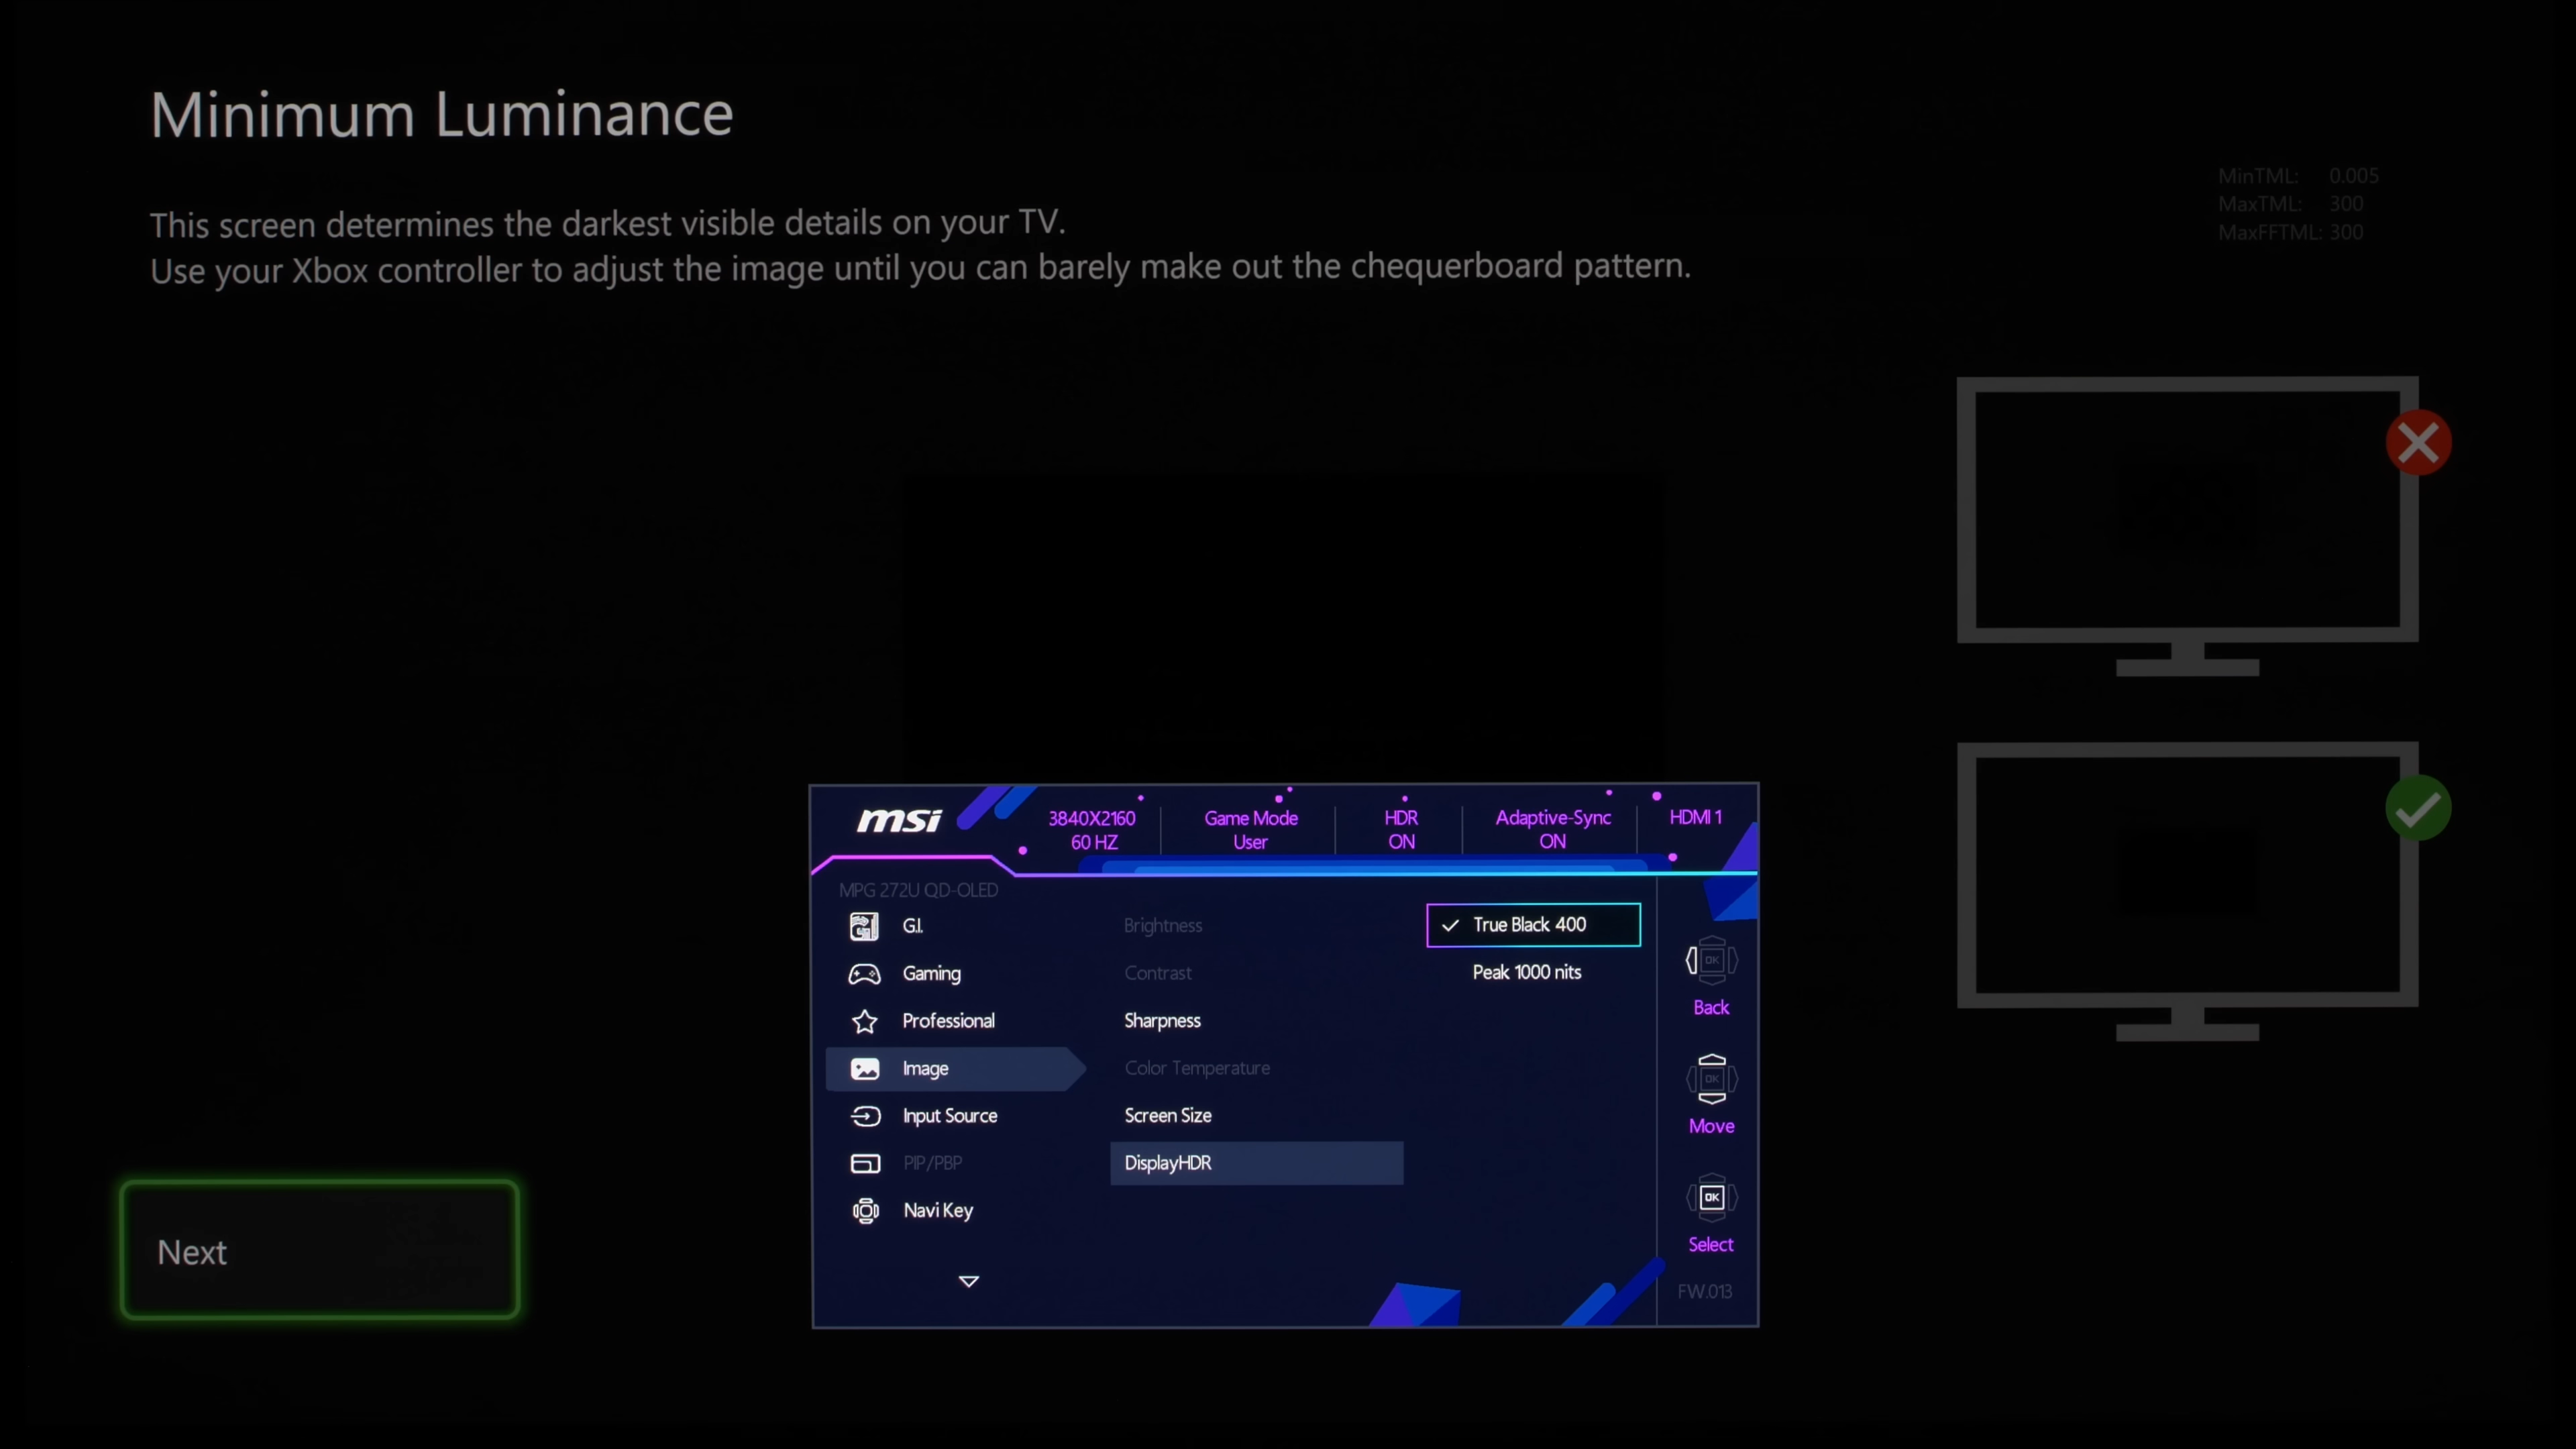 Minimum Luminance
This screen determines the darkest visible details on your TV.
Use your Xbox controller to adjust the image until you can barely make out the chequerboard pattern.
MinTML: 0.005
MaxTML: 300
MaxFFTML: 300
msi
3840X2160
60 HZ
Game Mode
User
HDR
ON
Adaptive-Sync
ON
HDMI 1
MPG 272U QD-OLED
G.I.
Gaming
Professional
Image
Input Source
PIP/PBP
Navi Key
Brightness
Contrast
Sharpness
Color Temperature
Screen Size
DisplayHDR
True Black 400
Peak 1000 nits
OK
Back
OK
Move
OK
Select
FW.013
Next